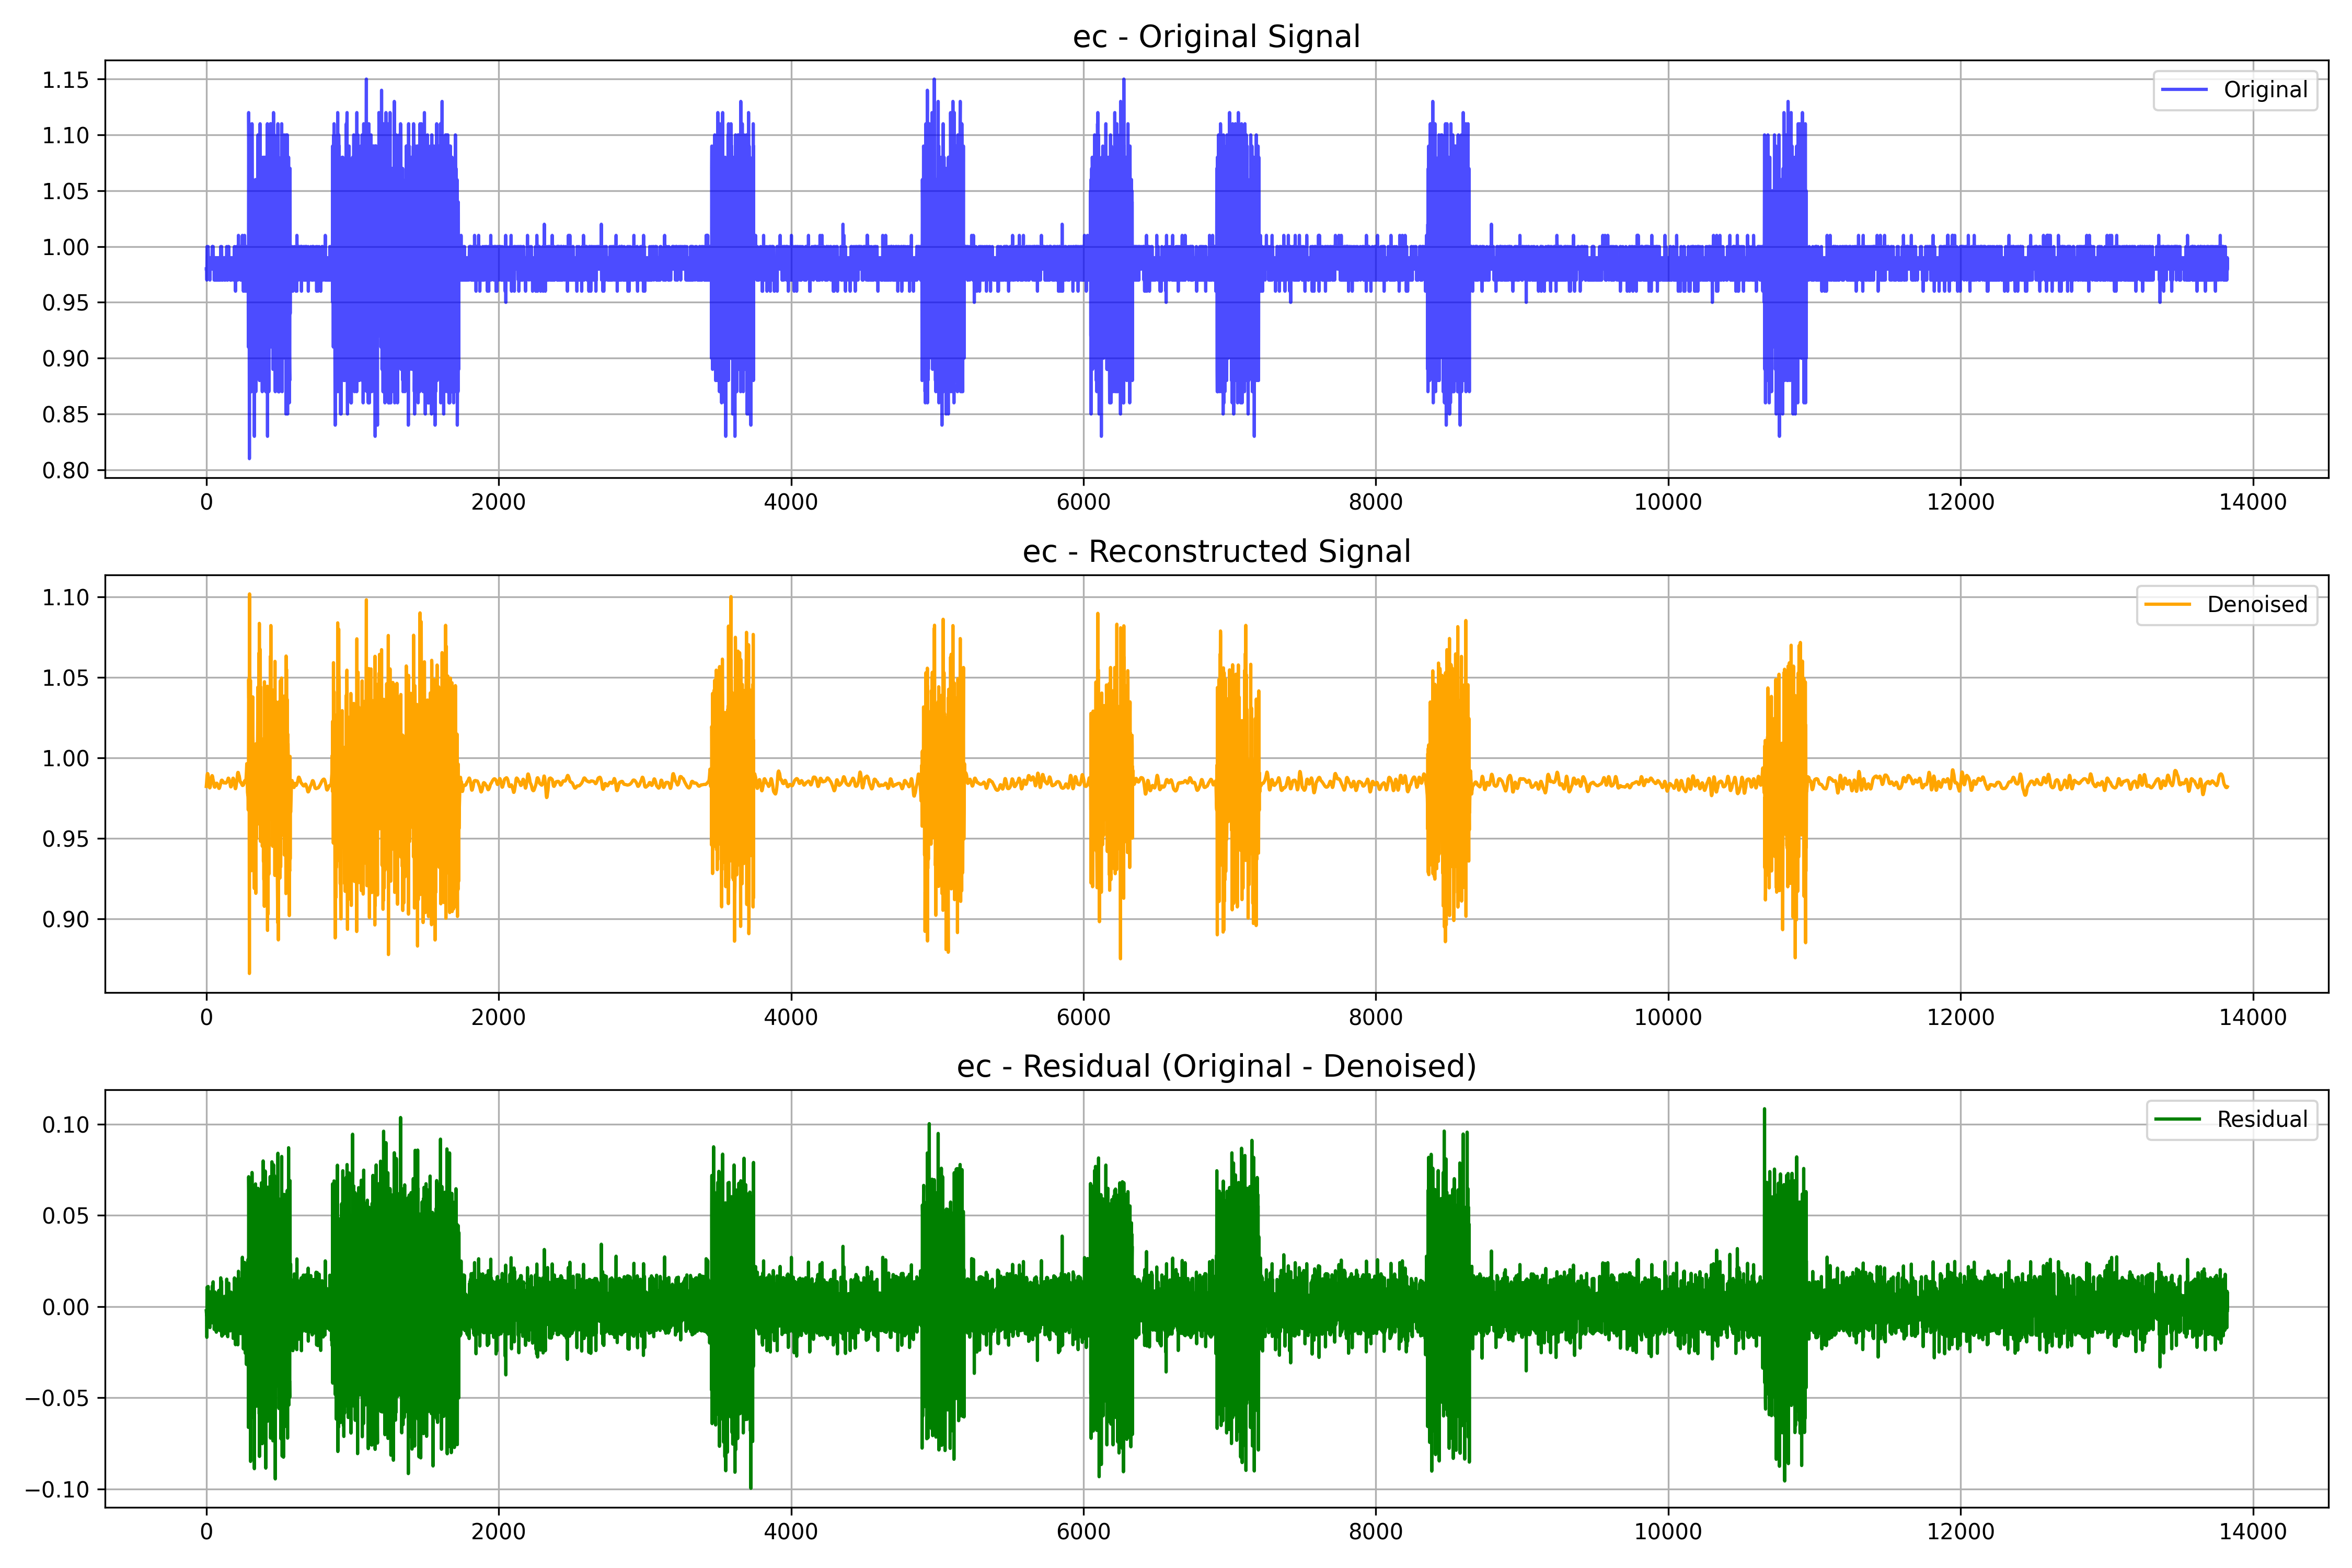 ec - Original Signal
1.15
1.10
1.05
1.00
0.95
0.90
0.85
0.80
Original
0 2000 4000 6000 8000 10000 12000 14000
ec - Reconstructed Signal
1.10
1.05
1.00
0.95
0.90
Denoised
0 2000 4000 6000 8000 10000 12000 14000
ec - Residual (Original - Denoised)
0.10
0.05
0.00
−0.05
−0.10
Residual
0 2000 4000 6000 8000 10000 12000 14000